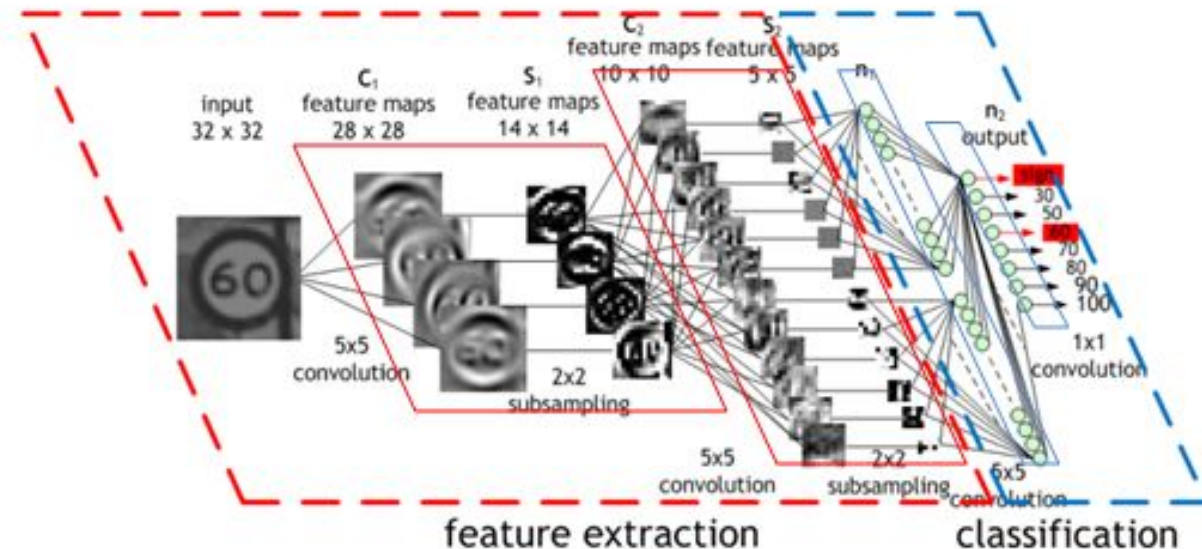 input
32 x 32
C1
feature maps
28 x 28
S1
feature maps
14 x 14
C2
feature maps
10 x 10
S2
feature maps
5 x 5
n1
n2
output
sign
30
50
60
70
80
90
100
60
5x5
convolution
2x2
subsampling
5x5
convolution
2x2
subsampling
convolution
1x1
convolution
feature extraction
classification